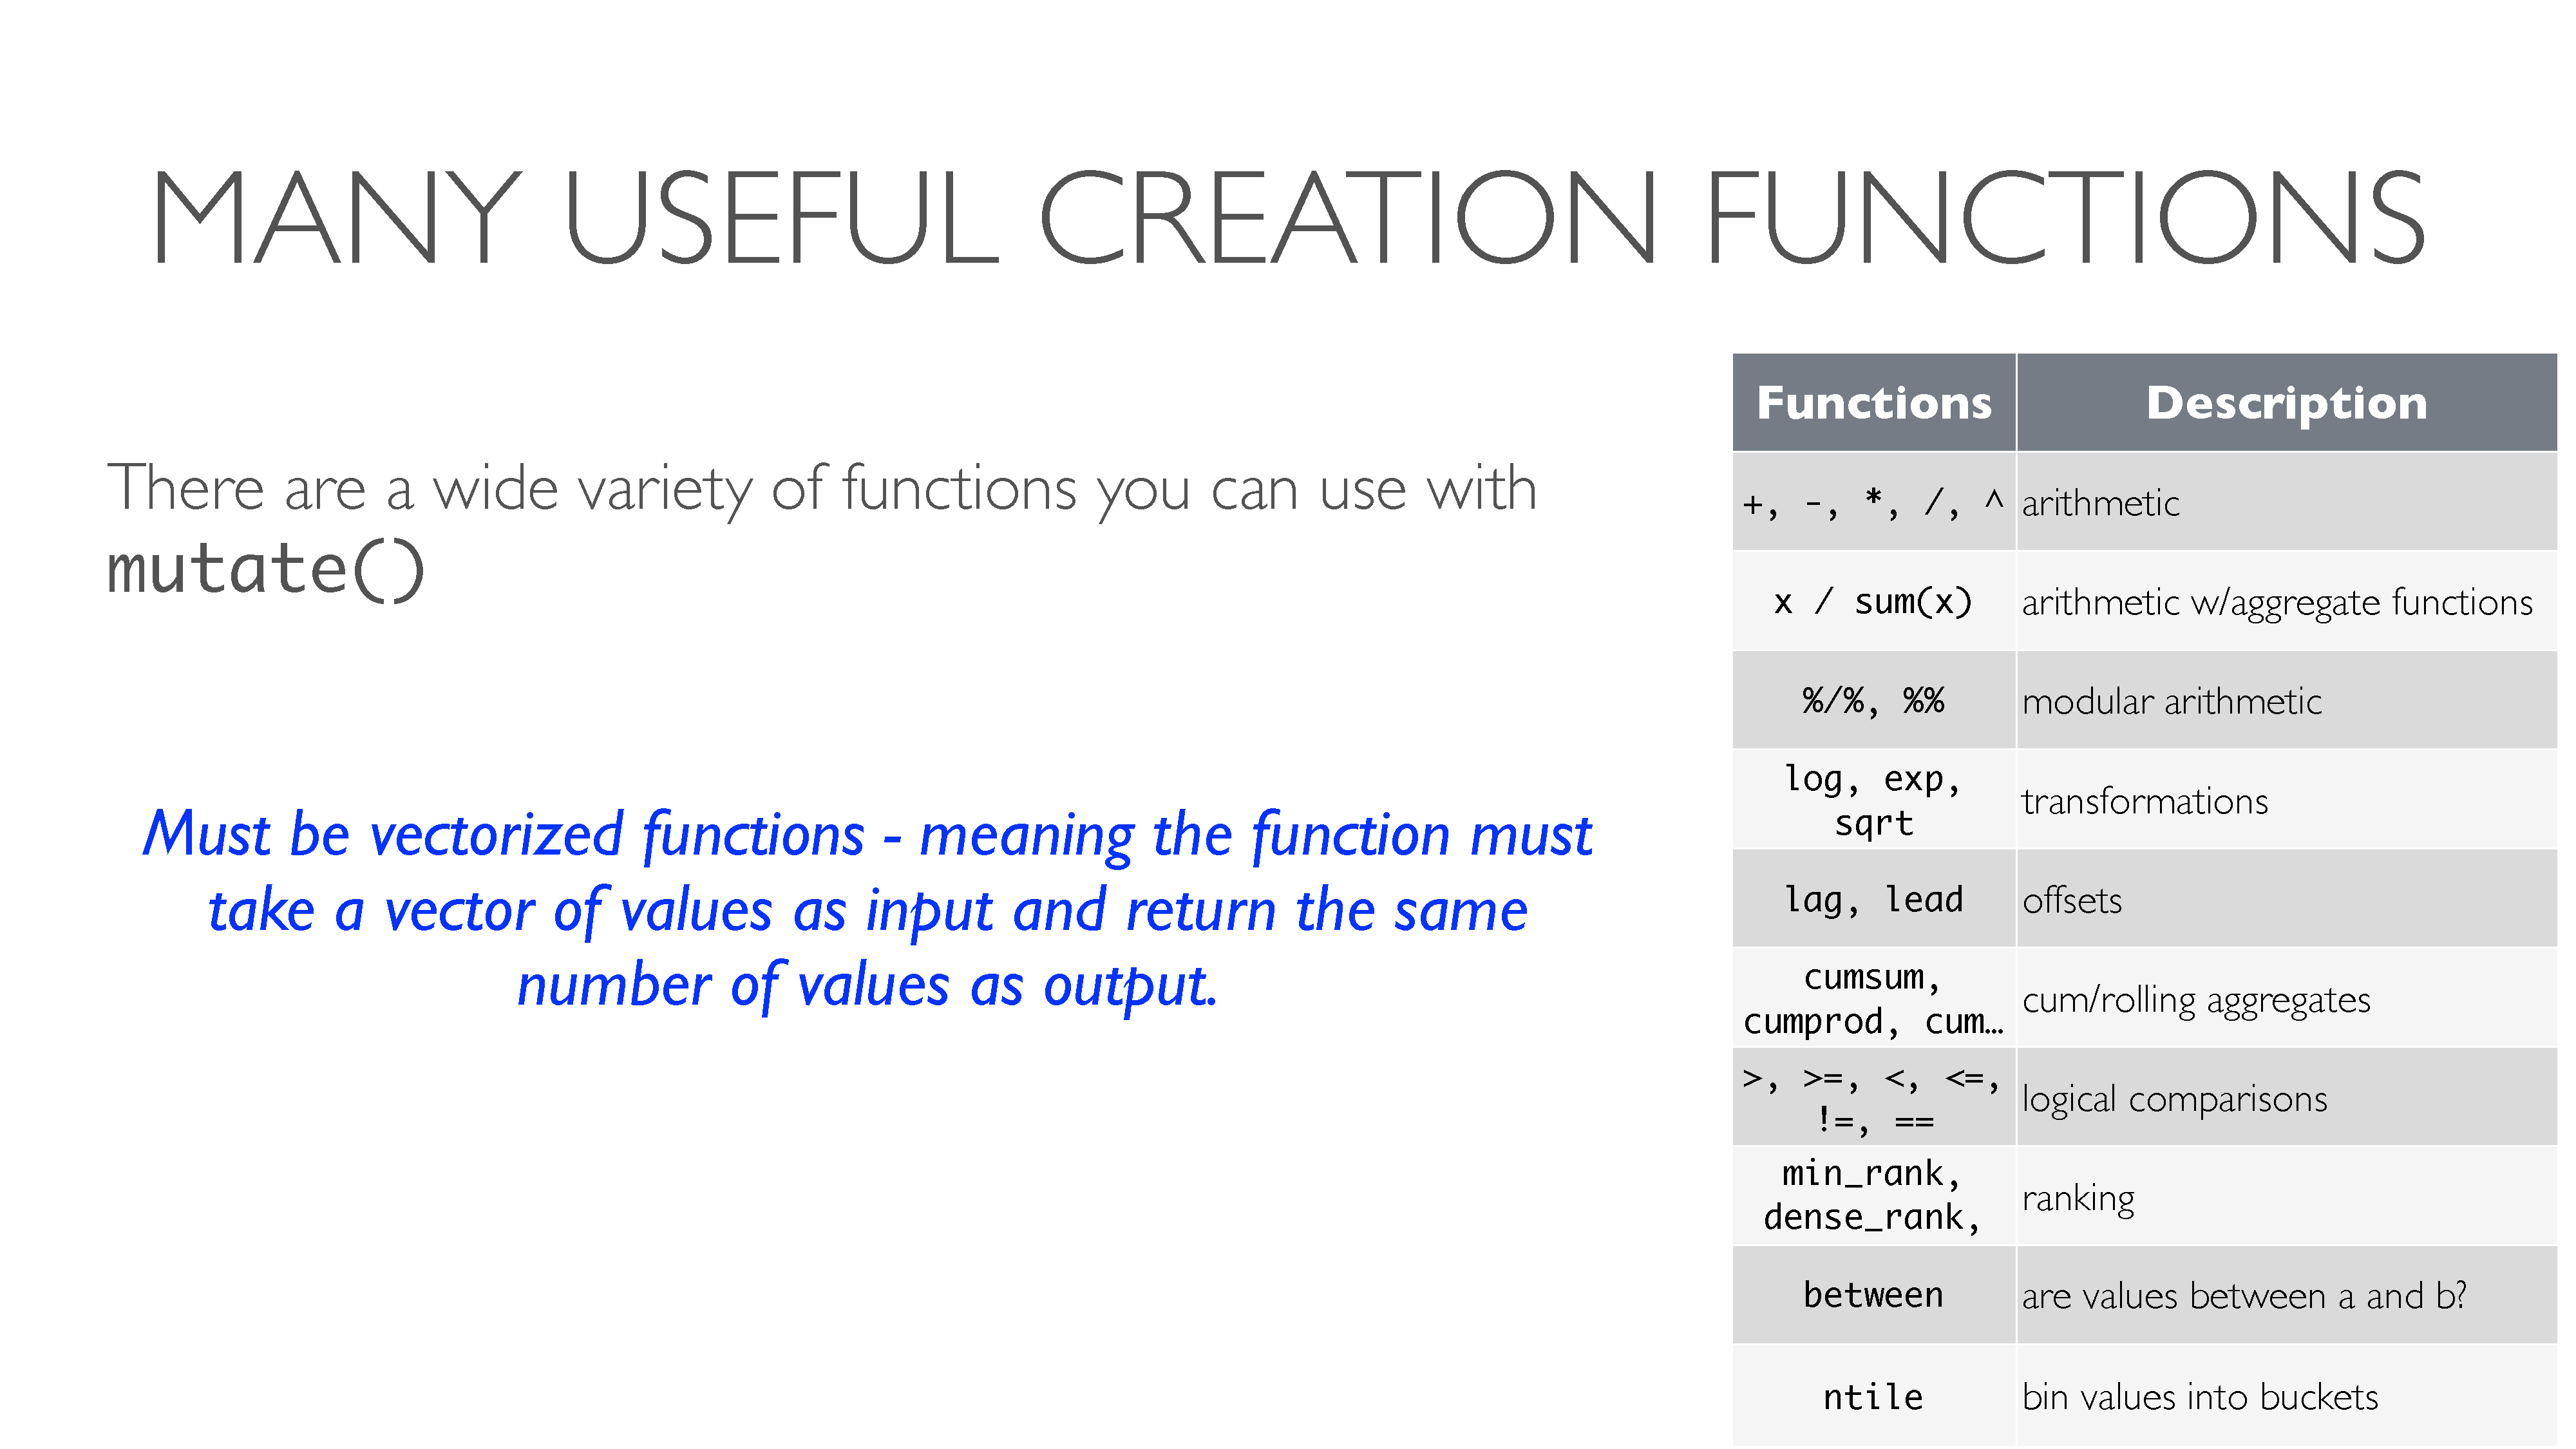 MANY USEFUL CREATION FUNCTIONS
There are a wide variety of functions you can use with
mutate()
Must be vectorized functions - meaning the function must
take a vector of values as input and return the same
number of values as output.
Functions Description
+, -, *, /, ^ arithmetic
x / sum(x) arithmetic w/aggregate functions
%/%, %% modular arithmetic
log, exp,
sqrt
transformations
lag, lead offsets
cumsum,
cumprod, cum…
cum/rolling aggregates
>, >=, <, <=,
!=, ==
logical comparisons
min_rank,
dense_rank,
ranking
between are values between a and b?
ntile bin values into buckets